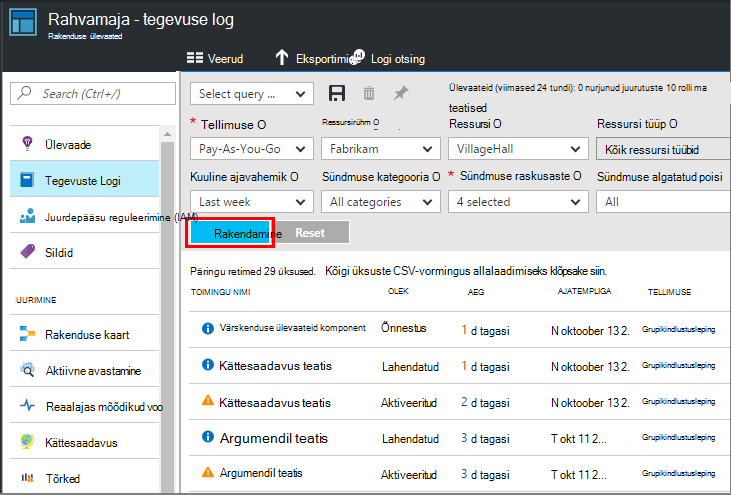 Rahvamaja - tegevuse log
Rakenduse ülevaated
Veerud Eksportimine Logi otsing
Search (Ctrl+/)
Ülevaade
Tegevuste Logi
Juurdepääsu reguleerimine (IAM)
Sildid
UURIMINE
Rakenduse kaart
Aktiivne avastamine
Reaalajas mõõdikud voo
Kättesaadavus
Tõrked
Select query ...
Ülevaateid (viimased 24 tundi): 0 nurjunud juurutuste 10 rolli ma
teatised
* Tellimuse O Ressursirühm O Ressursi O Ressursi tüüp O
Pay-As-You-Go Fabrikam VillageHall Kõik ressursi tüübid
Kuuline ajavahemik O Sündmuse kategooria O * Sündmuse raskusaste O Sündmuse algatatud poisi
Last week All categories 4 selected All
Rakendamine Reset
Päringu retimed 29 üksused. Kõigi üksuste CSV-vormingus allalaadimiseks klõpsake siin.
TOIMINGU NIMI OLEK AEG AJATEMPLIGA TELLIMUSE
Värskenduse ülevaateid komponent Õnnestus 1 d tagasi N oktoober 13 2. Grupikindlustusleping
Kättesaadavus teatis Lahendatud 1 d tagasi N oktoober 13 2. Grupikindlustusleping
Kättesaadavus teatis Aktiveeritud 2 d tagasi N oktoober 13 2. Grupikindlustusleping
Argumendil teatis Lahendatud 3 d tagasi T okt 11 2... Grupikindlustusleping
Argumendil teatis Aktiveeritud 3 d tagasi T okt 11 2... Grupikindlustusleping